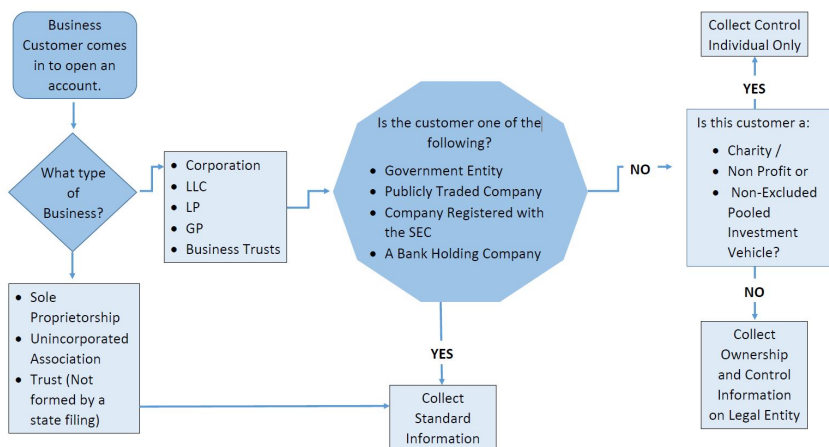 Business
Customer comes
in to open an
account.
What type
of
Business?
• Corporation
• LLC
• LP
• GP
• Business Trusts
• Sole
Proprietorship
• Unincorporated
Association
• Trust (Not
formed by a
state filing)
Is the customer one of the
following?
• Government Entity
• Publicly Traded Company
• Company Registered with
the SEC
• A Bank Holding Company
YES
Collect
Standard
Information
NO
Is this customer a:
• Charity /
• Non Profit or
• Non-Excluded
Pooled
Investment
Vehicle?
YES
Collect Control
Individual Only
NO
Collect
Ownership
and Control
Information
on Legal Entity